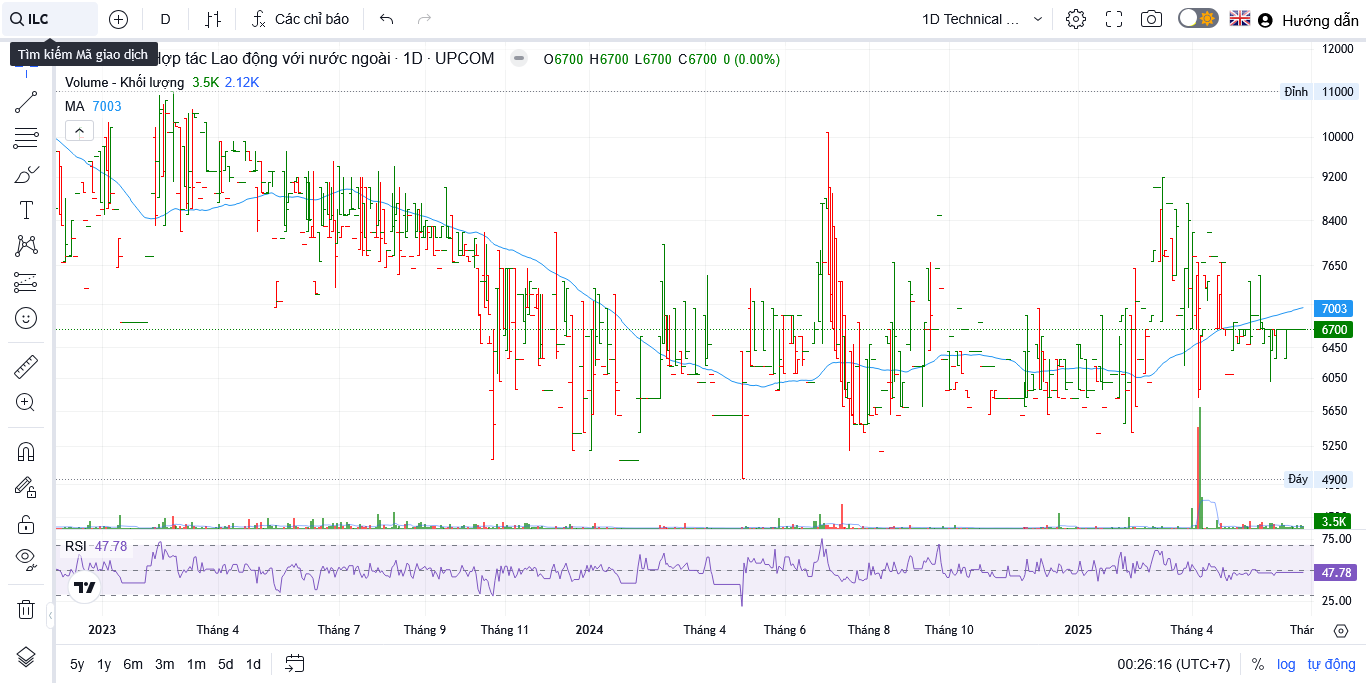 ILC
D
Các chỉ báo
1D Technical ...
Hướng dẫn
Tìm kiếm Mã giao dịch
Hợp tác Lao động với nước ngoài · 1D · UPCOM
O6700 H6700 L6700 C6700 0 (0.00%)
Volume - Khối lượng 3.5K 2.12K
MA 7003
12000
Đỉnh 11000
10000
9200
8400
7650
7003
6700
6450
6050
5650
5250
Đáy 4900
3.5K
75.00
RSI 47.78
47.78
25.00
2023 Tháng 4 Tháng 7 Tháng 9 Tháng 11 2024 Tháng 4 Tháng 6 Tháng 8 Tháng 10 2025 Tháng 4 Thár
5y 1y 6m 3m 1m 5d 1d
00:26:16 (UTC+7) % log tự động